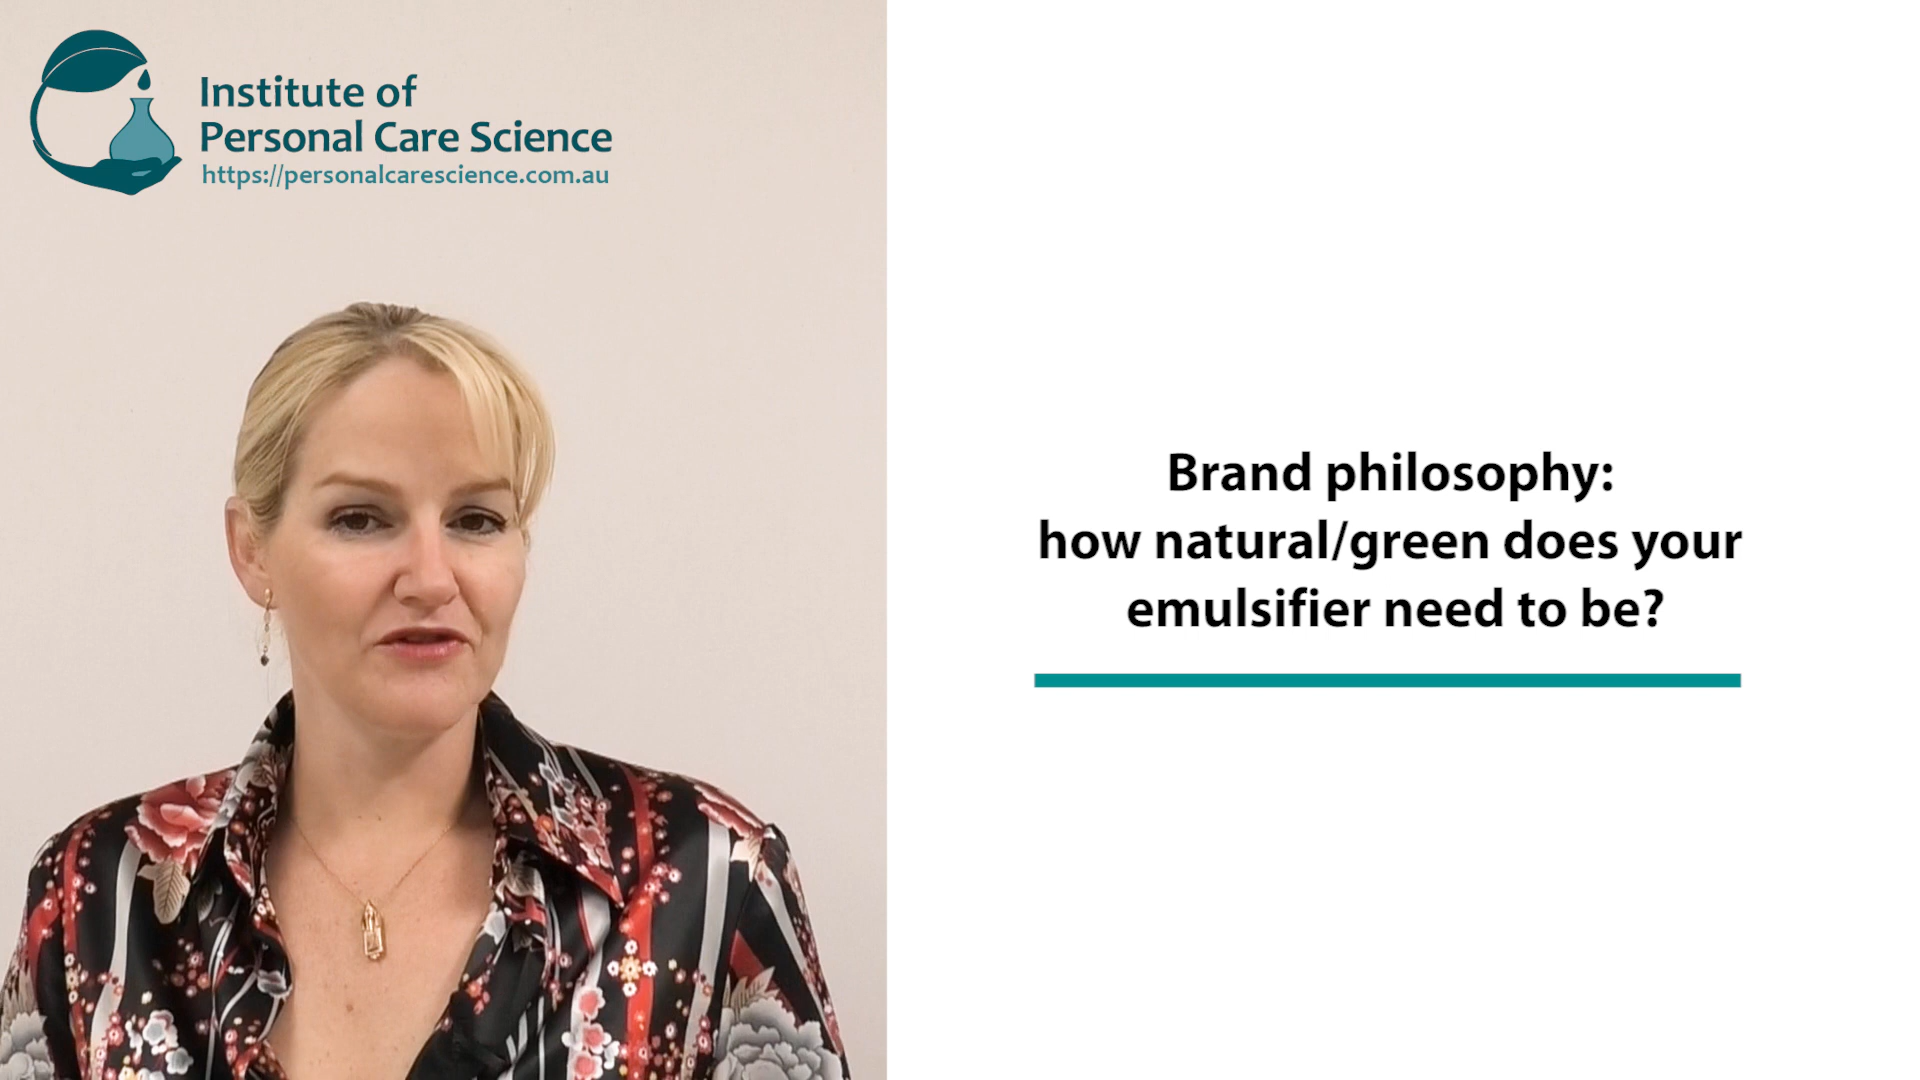 Institute of
Personal Care Science
https://personalcarescience.com.au
Brand philosophy:
how natural/green does your
emulsifier need to be?